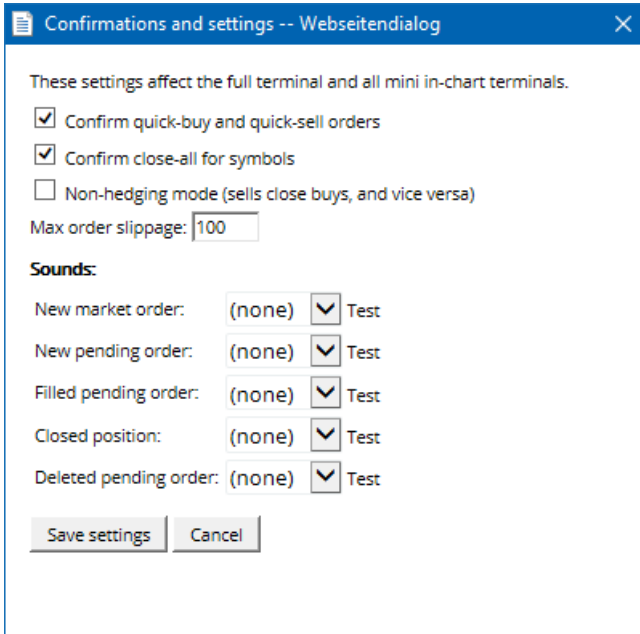 Confirmations and settings -- Webseitendialog
These settings affect the full terminal and all mini in-chart terminals.
Confirm quick-buy and quick-sell orders
Confirm close-all for symbols
Non-hedging mode (sells close buys, and vice versa)
Max order slippage: 100
Sounds:
New market order: (none) Test
New pending order: (none) Test
Filled pending order: (none) Test
Closed position: (none) Test
Deleted pending order: (none) Test
Save settings Cancel